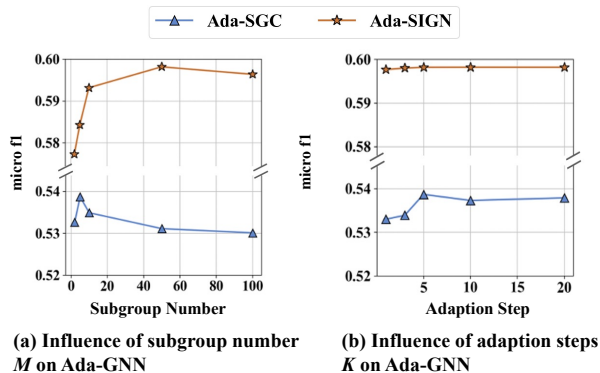 Ada-SGC Ada-SIGN
micro f1
0.60
0.59
0.58
0.54
0.53
0.52
0 20 40 60 80 100
Subgroup Number
(a) Influence of subgroup number
M on Ada-GNN
micro f1
0.60
0.59
0.58
0.54
0.53
0.52
5 10 15 20
Adaption Step
(b) Influence of adaption steps
K on Ada-GNN